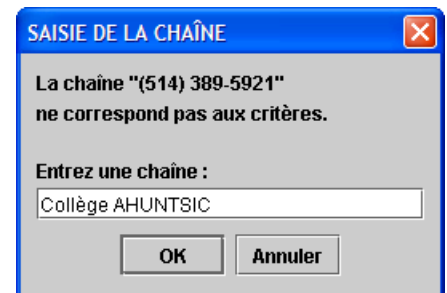 SAISIE DE LA CHAÎNE
La chaîne "(514) 389-5921"
ne correspond pas aux critères.
Entrez une chaîne :
Collège AHUNTSIC
OK
Annuler